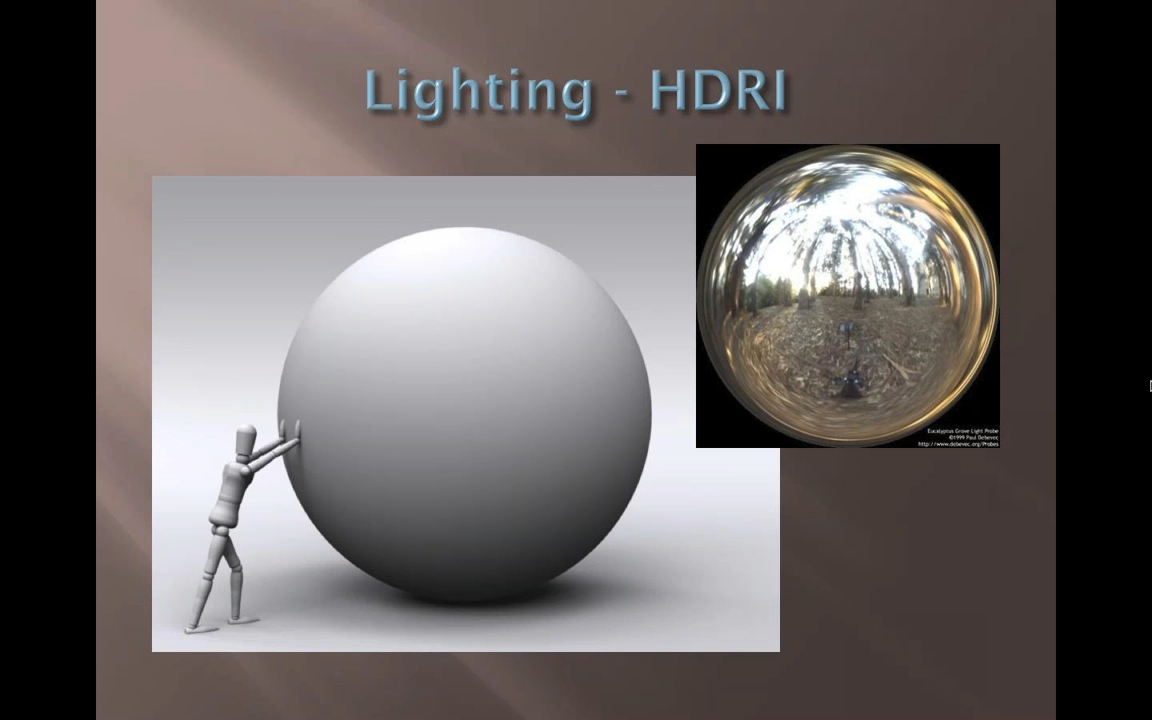 Lighting - HDRI
Eucalyptus Grove Light Probe
©1999 Paul Debevec
http://www.debevec.org/Probes